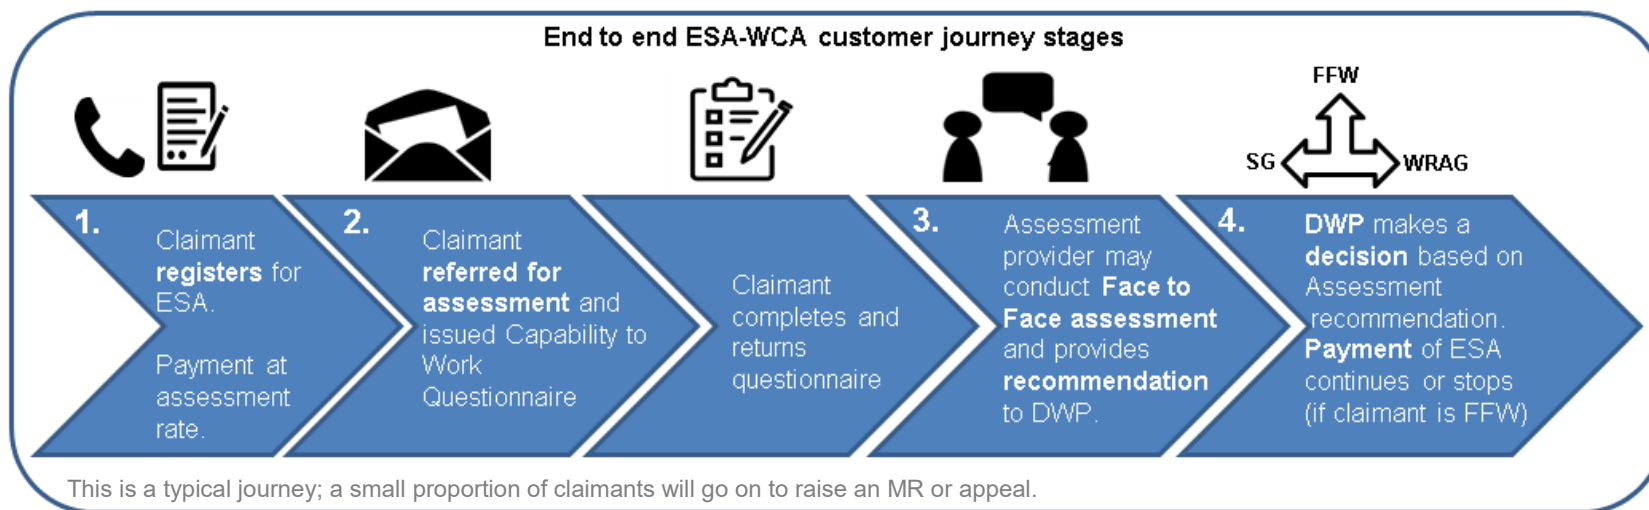 End to end ESA-WCA customer journey stages
FFW
SG
WRAG
1.
Claimant
registers for
ESA.
Payment at
assessment
rate.
2.
Claimant
referred for
assessment and
issued Capability to
Work
Questionnaire
Claimant
completes and
returns
questionnaire
3.
Assessment
provider may
conduct Face to
Face assessment
and provides
recommendation
to DWP.
4.
DWP makes a
decision based on
Assessment
recommendation.
Payment of ESA
continues or stops
(if claimant is FFW)
This is a typical journey; a small proportion of claimants will go on to raise an MR or appeal.